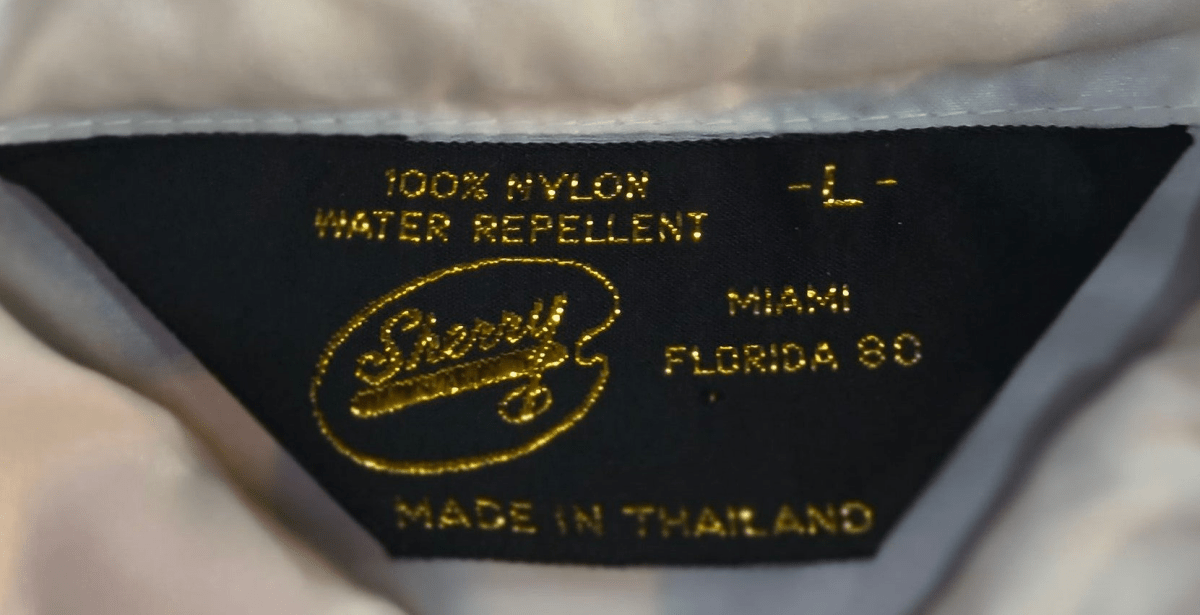 100% NYLON -L-
WATER REPELLENT
Sherry
MIAMI
FLORIDA 80
MADE IN THAILAND